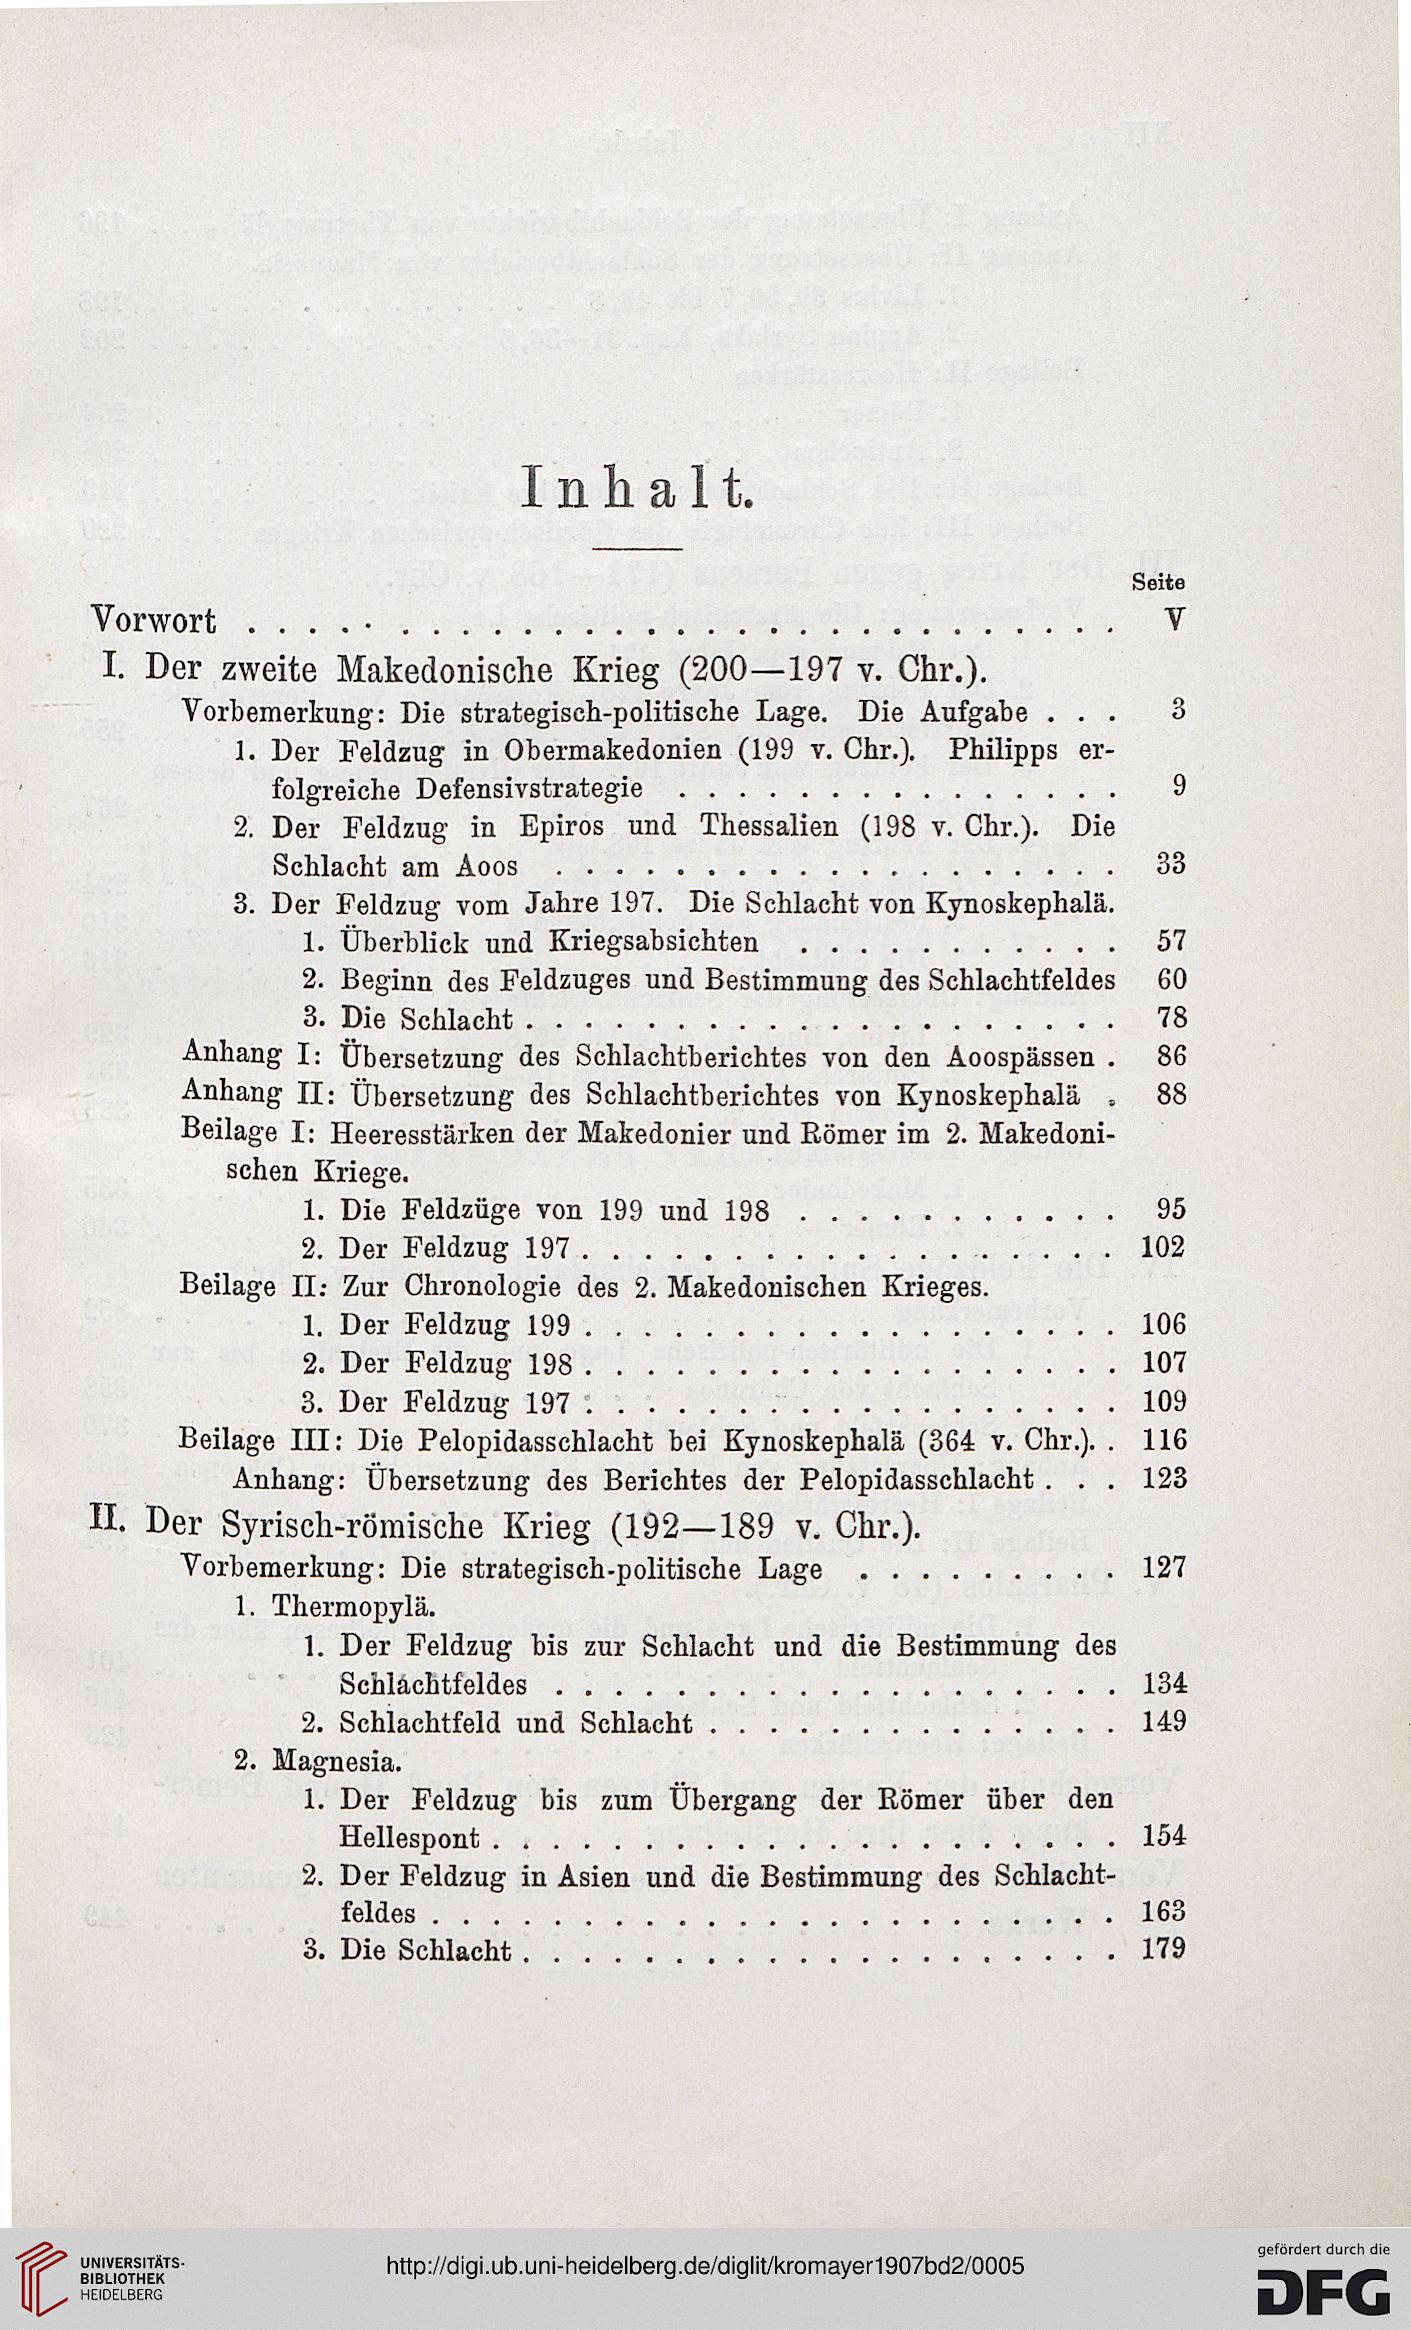 Inhalt.
Seite
Vorwort . . . . . . . . . . . . . . . . . . . . . . . . . . . . . V
I. Der zweite Makedonische Krieg (200—197 v. Chr.).
Vorbemerkung: Die strategisch-politische Lage. Die Aufgabe . . . 3
1. Der Feldzug in Obermakedonien (199 v. Chr.). Philipps er-
folgreiche Defensivstrategie . . . . . . . . . . . . . . . 9
2. Der Feldzug in Epiros und Thessalien (198 v. Chr.). Die
Schlacht am Aoos . . . . . . . . . . . . . . . . . . . 33
3. Der Feldzug vom Jahre 197. Die Schlacht von Kynoskephalä.
1. Überblick und Kriegsabsichten . . . . . . . . . . . 57
2. Beginn des Feldzuges und Bestimmung des Schlachtfeldes 60
3. Die Schlacht . . . . . . . . . . . . . . . . . . . . 78
Anhang I: Übersetzung des Schlachtberichtes von den Aoospässen . 86
Anhang II: Übersetzung des Schlachtberichtes von Kynoskephalä . 88
Beilage I: Heeresstärken der Makedonier und Römer im 2. Makedoni-
schen Kriege.
1. Die Feldzüge von 199 und 198 . . . . . . . . . . . 95
2. Der Feldzug 197 . . . . . . . . . . . . . . . . . . 102
Beilage II: Zur Chronologie des 2. Makedonischen Krieges.
1. Der Feldzug 199 . . . . . . . . . . . . . . . . . . 106
2. Der Feldzug 198 . . . . . . . . . . . . . . . . . . 107
3. Der Feldzug 197 . . . . . . . . . . . . . . . . . . 109
Beilage III: Die Pelopidasschlacht bei Kynoskephalä (364 v. Chr.). . 116
Anhang: Übersetzung des Berichtes der Pelopidasschlacht . . . 123
II. Der Syrisch-römische Krieg (192—189 v. Chr.).
Vorbemerkung: Die strategisch-politische Lage . . . . . . . . . 127
1. Thermopylä.
1. Der Feldzug bis zur Schlacht und die Bestimmung des
Schlachtfeldes . . . . . . . . . . . . . . . . . . . 134
2. Schlachtfeld und Schlacht . . . . . . . . . . . . . . 149
2. Magnesia.
1. Der Feldzug bis zum Übergang der Römer über den
Hellespont . . . . . . . . . . . . . . . . . . . . . 154
2. Der Feldzug in Asien und die Bestimmung des Schlacht-
feldes . . . . . . . . . . . . . . . . . . . . . . . 163
3. Die Schlacht . . . . . . . . . . . . . . . . . . . . 179
UNIVERSITÄTS-
BIBLIOTHEK
HEIDELBERG
http://digi.ub.uni-heidelberg.de/diglit/kromayer1907bd2/0005
gefördert durch die
DFG